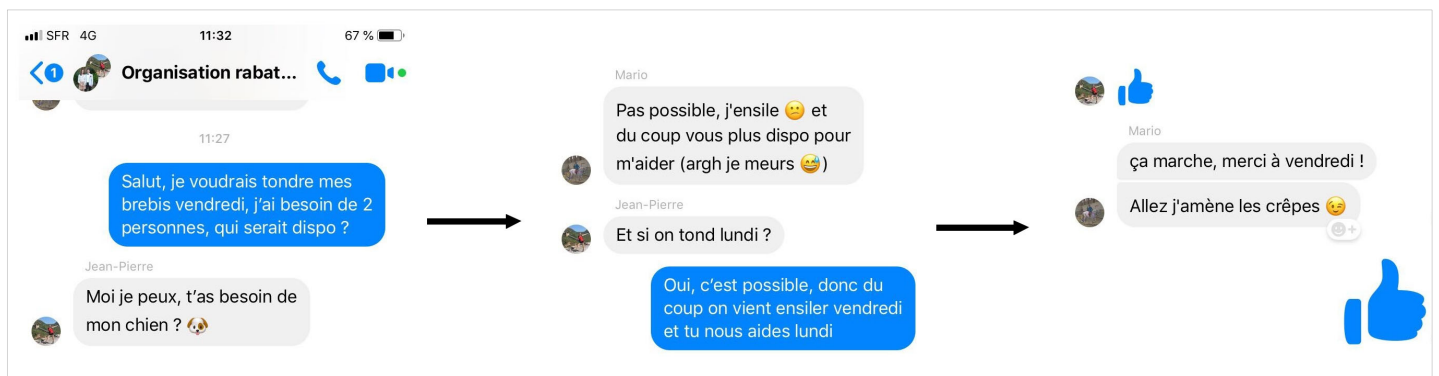 SFR 4G 11:32 67 %
1 Organisation rabat...
11:27
Salut, je voudrais tondre mes
brebis vendredi, j'ai besoin de 2
personnes, qui serait dispo ?
Jean-Pierre
Moi je peux, t'as besoin de
mon chien ? 🐶
Mario
Pas possible, j'ensile 😕 et
du coup vous plus dispo pour
m'aider (argh je meurs 😅)
Jean-Pierre
Et si on tond lundi ?
Oui, c'est possible, donc du
coup on vient ensiler vendredi
et tu nous aides lundi
Mario
ça marche, merci à vendredi !
Allez j'amène les crêpes 😉